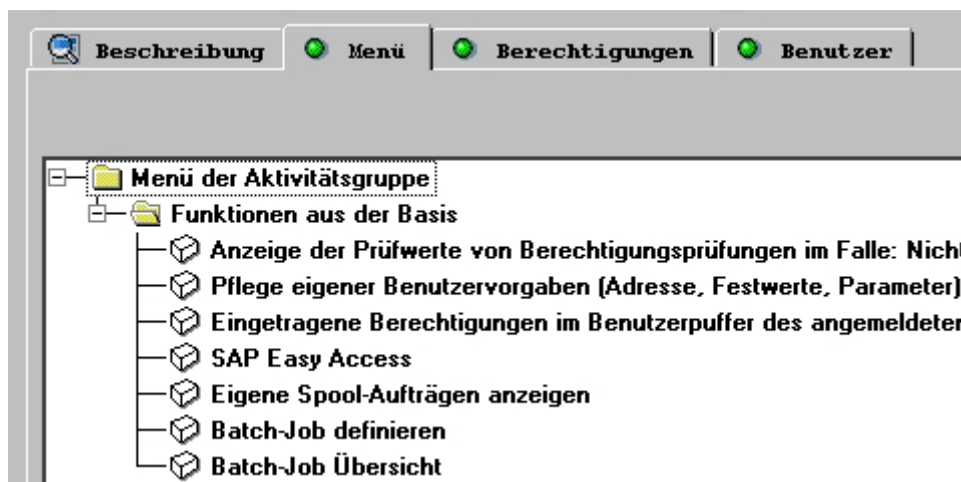 Beschreibung Menü Berechtigungen Benutzer
Menü der Aktivitätsgruppe
Funktionen aus der Basis
Anzeige der Prüfwerte von Berechtigungsprüfungen im Falle: Nicht
Pflege eigener Benutzervorgaben (Adresse, Festwerte, Parameter)
Eingetragene Berechtigungen im Benutzerpuffer des angemeldeter
SAP Easy Access
Eigene Spool-Aufträgen anzeigen
Batch-Job definieren
Batch-Job Übersicht